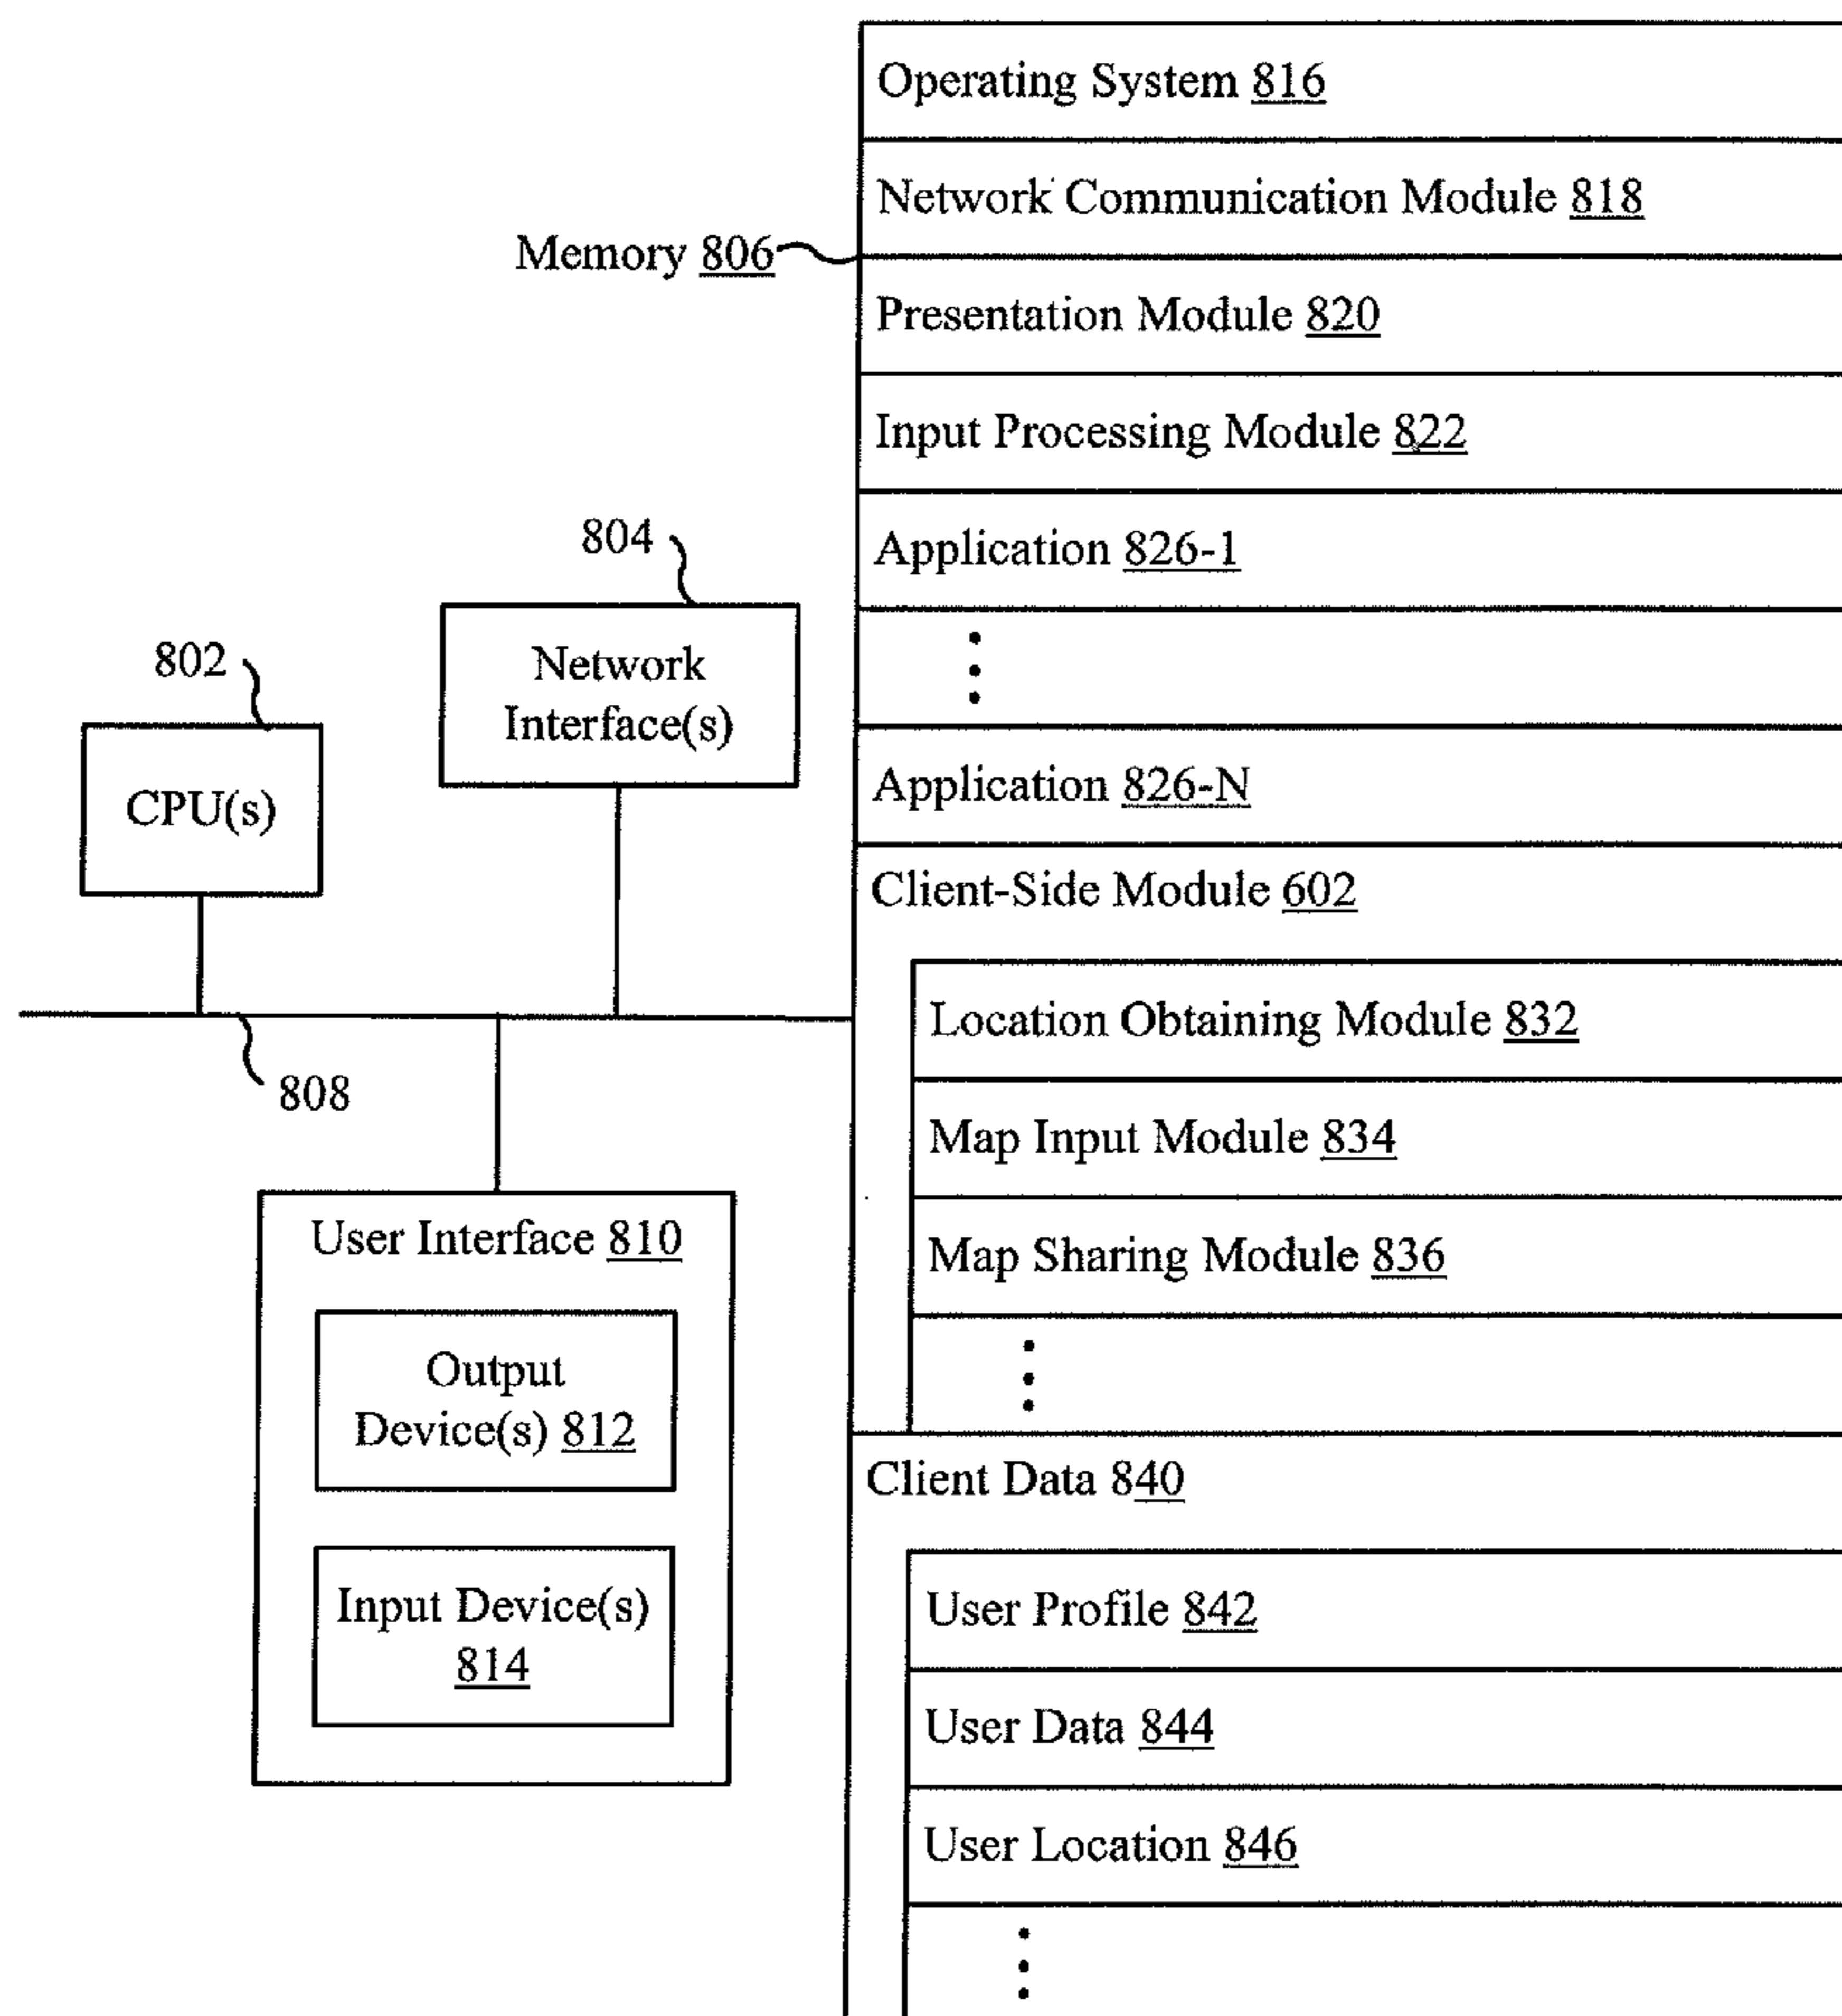 Operating System 816
Network Communication Module 818
Memory 806
Presentation Module 820
Input Processing Module 822
Application 826-1
804
Network
Interface(s)
802
CPU(s)
Application 826-N
Client-Side Module 602
Location Obtaining Module 832
808
Map Input Module 834
User Interface 810
Map Sharing Module 836
Output
Device(s) 812
Client Data 840
Input Device(s)
814
User Profile 842
User Data 844
User Location 846